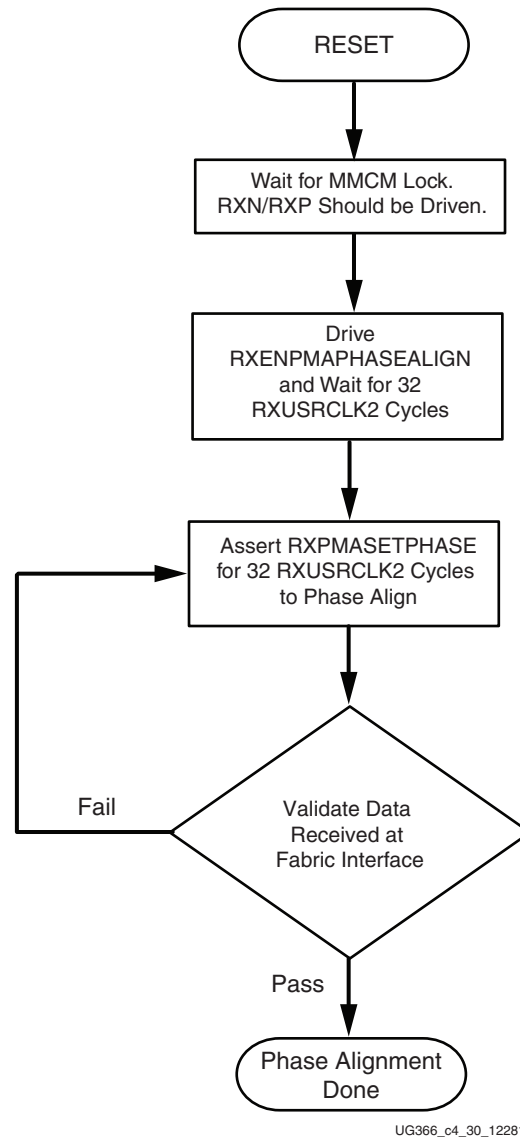 RESET
Wait for MMCM Lock.
RXN/RXP Should be Driven.
Drive
RXENPMAPHASEALIGN
and Wait for 32
RXUSRCLK2 Cycles
Assert RXPMASETPHASE
for 32 RXUSRCLK2 Cycles
to Phase Align
Fail
Validate Data
Received at
Fabric Interface
Pass
Phase Alignment
Done
UG366_c4_30_12281